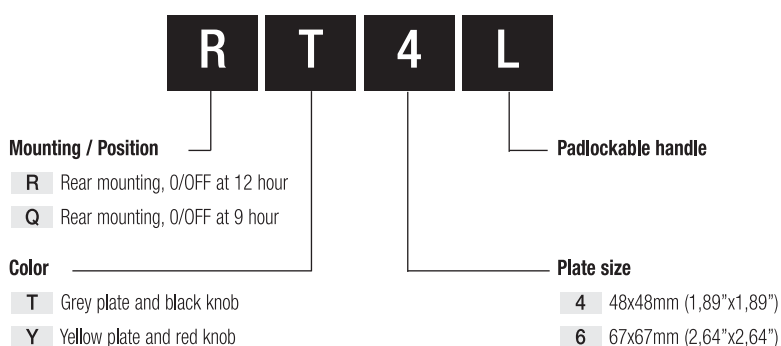 R T 4 L
Mounting / Position
R Rear mounting, 0/OFF at 12 hour
Q Rear mounting, 0/OFF at 9 hour
Color
T Grey plate and black knob
Y Yellow plate and red knob
Padlockable handle
Plate size
4 48x48mm (1,89”x1,89”)
6 67x67mm (2,64”x2,64”)